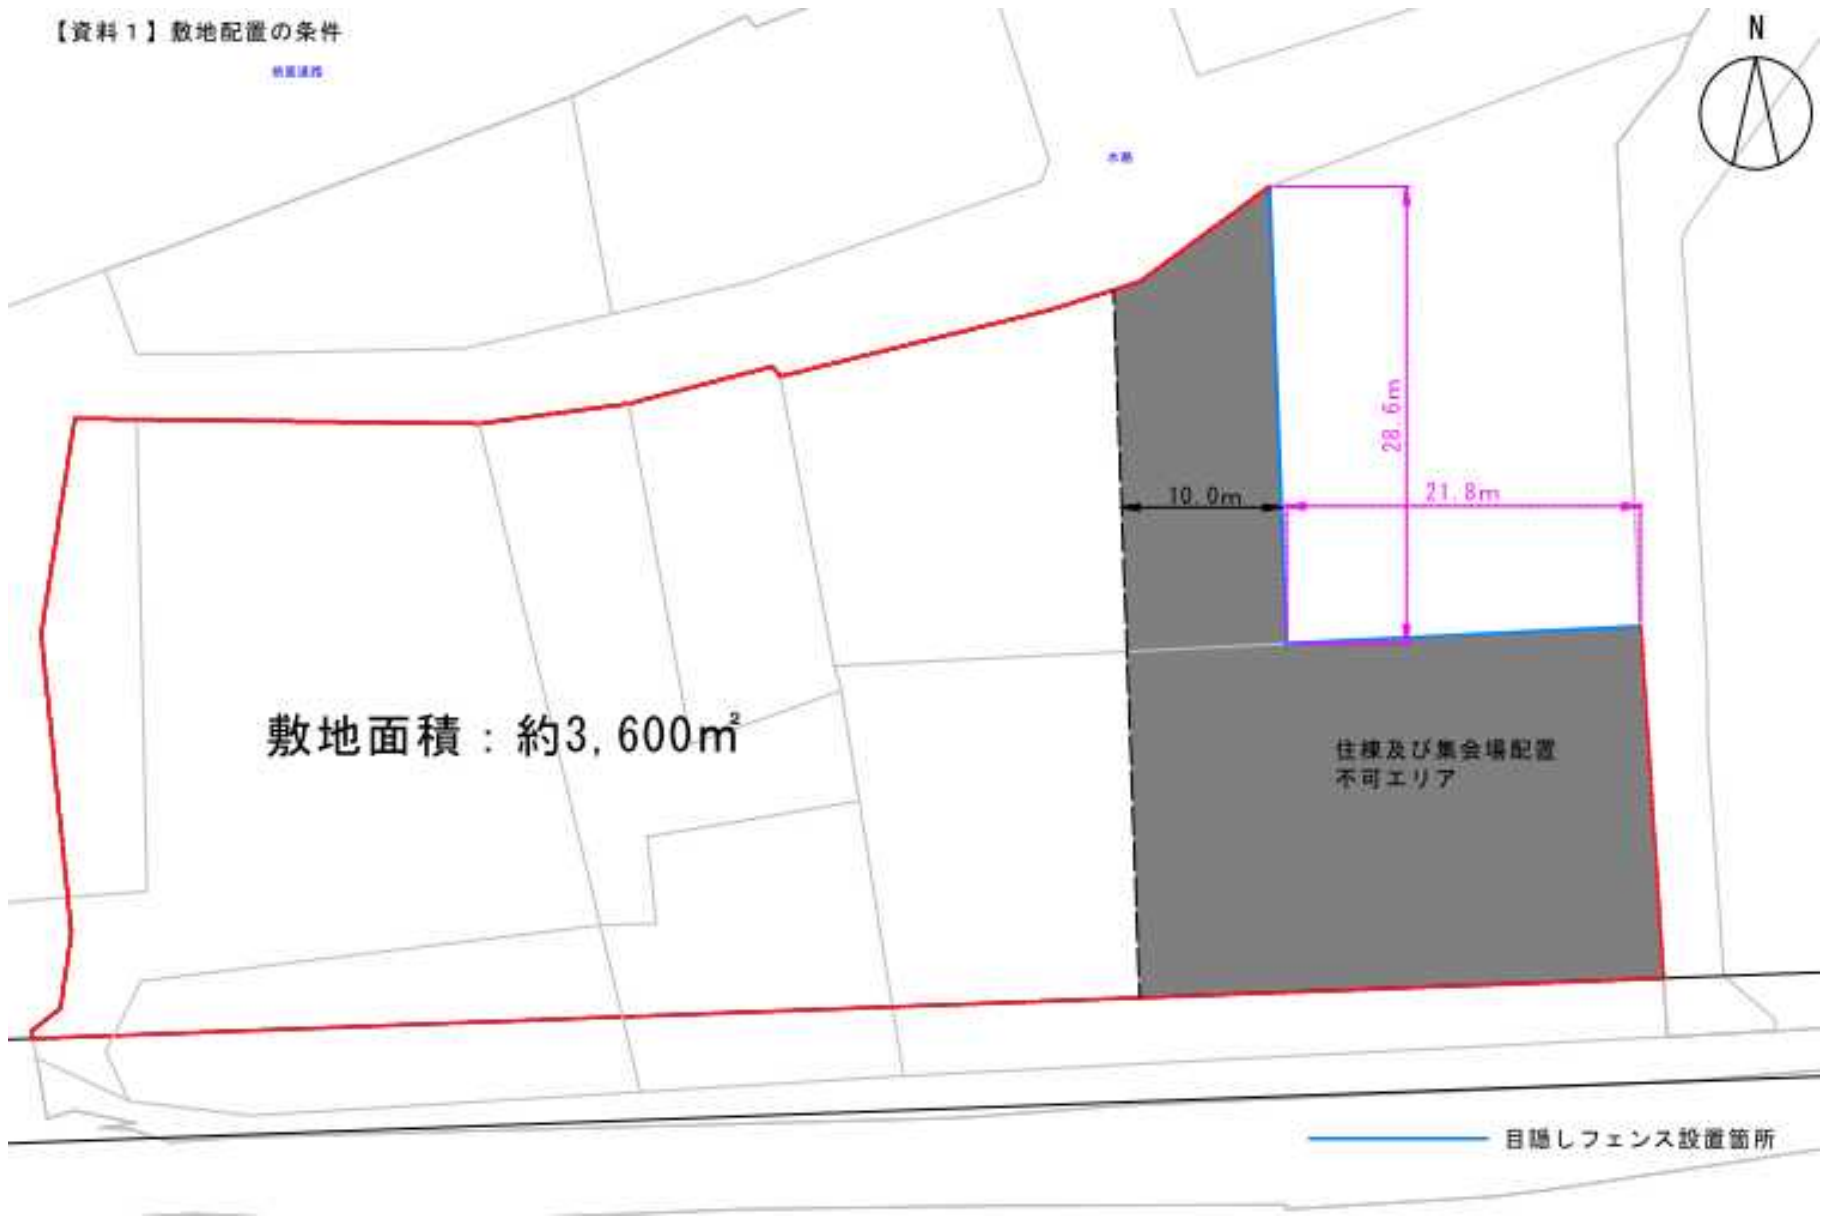 【資料１】敷地配置の条件
N
水路
28.6m
10.0m
21.8m
敷地面積：約3,600㎡
住棟及び集会場配置
不可エリア
目隠しフェンス設置箇所